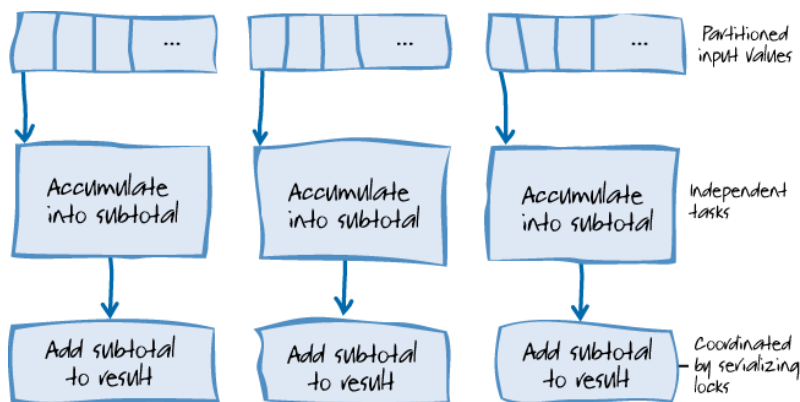 ...
...
...
Partitioned
input values
Accumulate
into subtotal
Accumulate
into subtotal
Accumulate
into subtotal
Independent
tasks
Add subtotal
to result
Add subtotal
to result
Add subtotal
to result
Coordinated
by serializing
locks